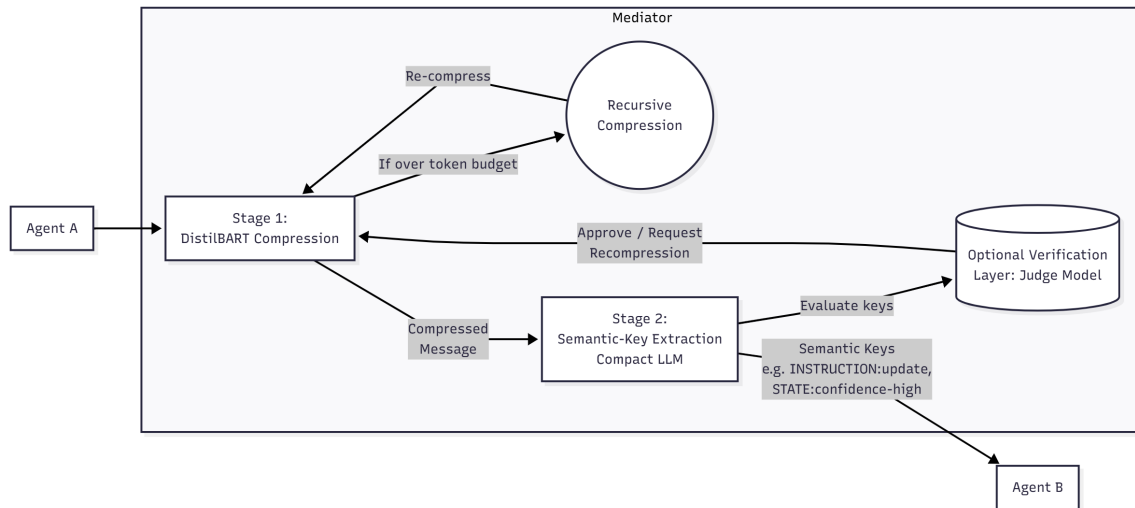 Mediator
Re-compress
Recursive
Compression
If over token budget
Agent A
Stage 1:
DistilBART Compression
Approve / Request
Recompression
Optional Verification
Layer: Judge Model
Evaluate keys
Compressed
Message
Stage 2:
Semantic-Key Extraction
Compact LLM
Semantic Keys
e.g. INSTRUCTION:update,
STATE:confidence-high
Agent B